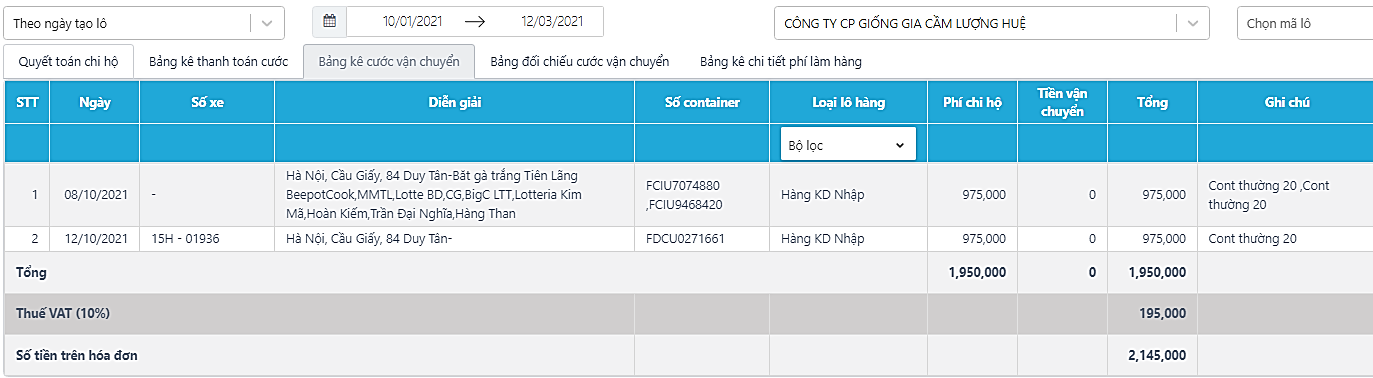 Theo ngày tạo lô
10/01/2021 → 12/03/2021
CÔNG TY CP GIỐNG GIA CẦM LƯỢNG HUỆ
Chọn mã lô
Quyết toán chi hộ
Bảng kê thanh toán cước
Bảng kê cước vận chuyển
Bảng đối chiếu cước vận chuyển
Bảng kê chi tiết phí làm hàng
STT
Ngày
Số xe
Diễn giải
Số container
Loại lô hàng
Phí chi hộ
Tiền vận
chuyển
Tổng
Ghi chú
Bộ lọc
1
08/10/2021
-
Hà Nội, Cầu Giấy, 84 Duy Tân-Băt gà trắng Tiên Lãng
BeepotCook,MMTL,Lotte BD,CG,BigC LTT,Lotteria Kim
Mã,Hoàn Kiếm,Trần Đại Nghĩa,Hàng Than
FCIU7074880
,FCIU9468420
Hàng KD Nhập
975,000
0
975,000
Cont thường 20 ,Cont
thường 20
2
12/10/2021
15H - 01936
Hà Nội, Cầu Giấy, 84 Duy Tân-
FDCU0271661
Hàng KD Nhập
975,000
0
975,000
Cont thường 20
Tổng
1,950,000
0
1,950,000
Thuế VAT (10%)
195,000
Số tiền trên hóa đơn
2,145,000